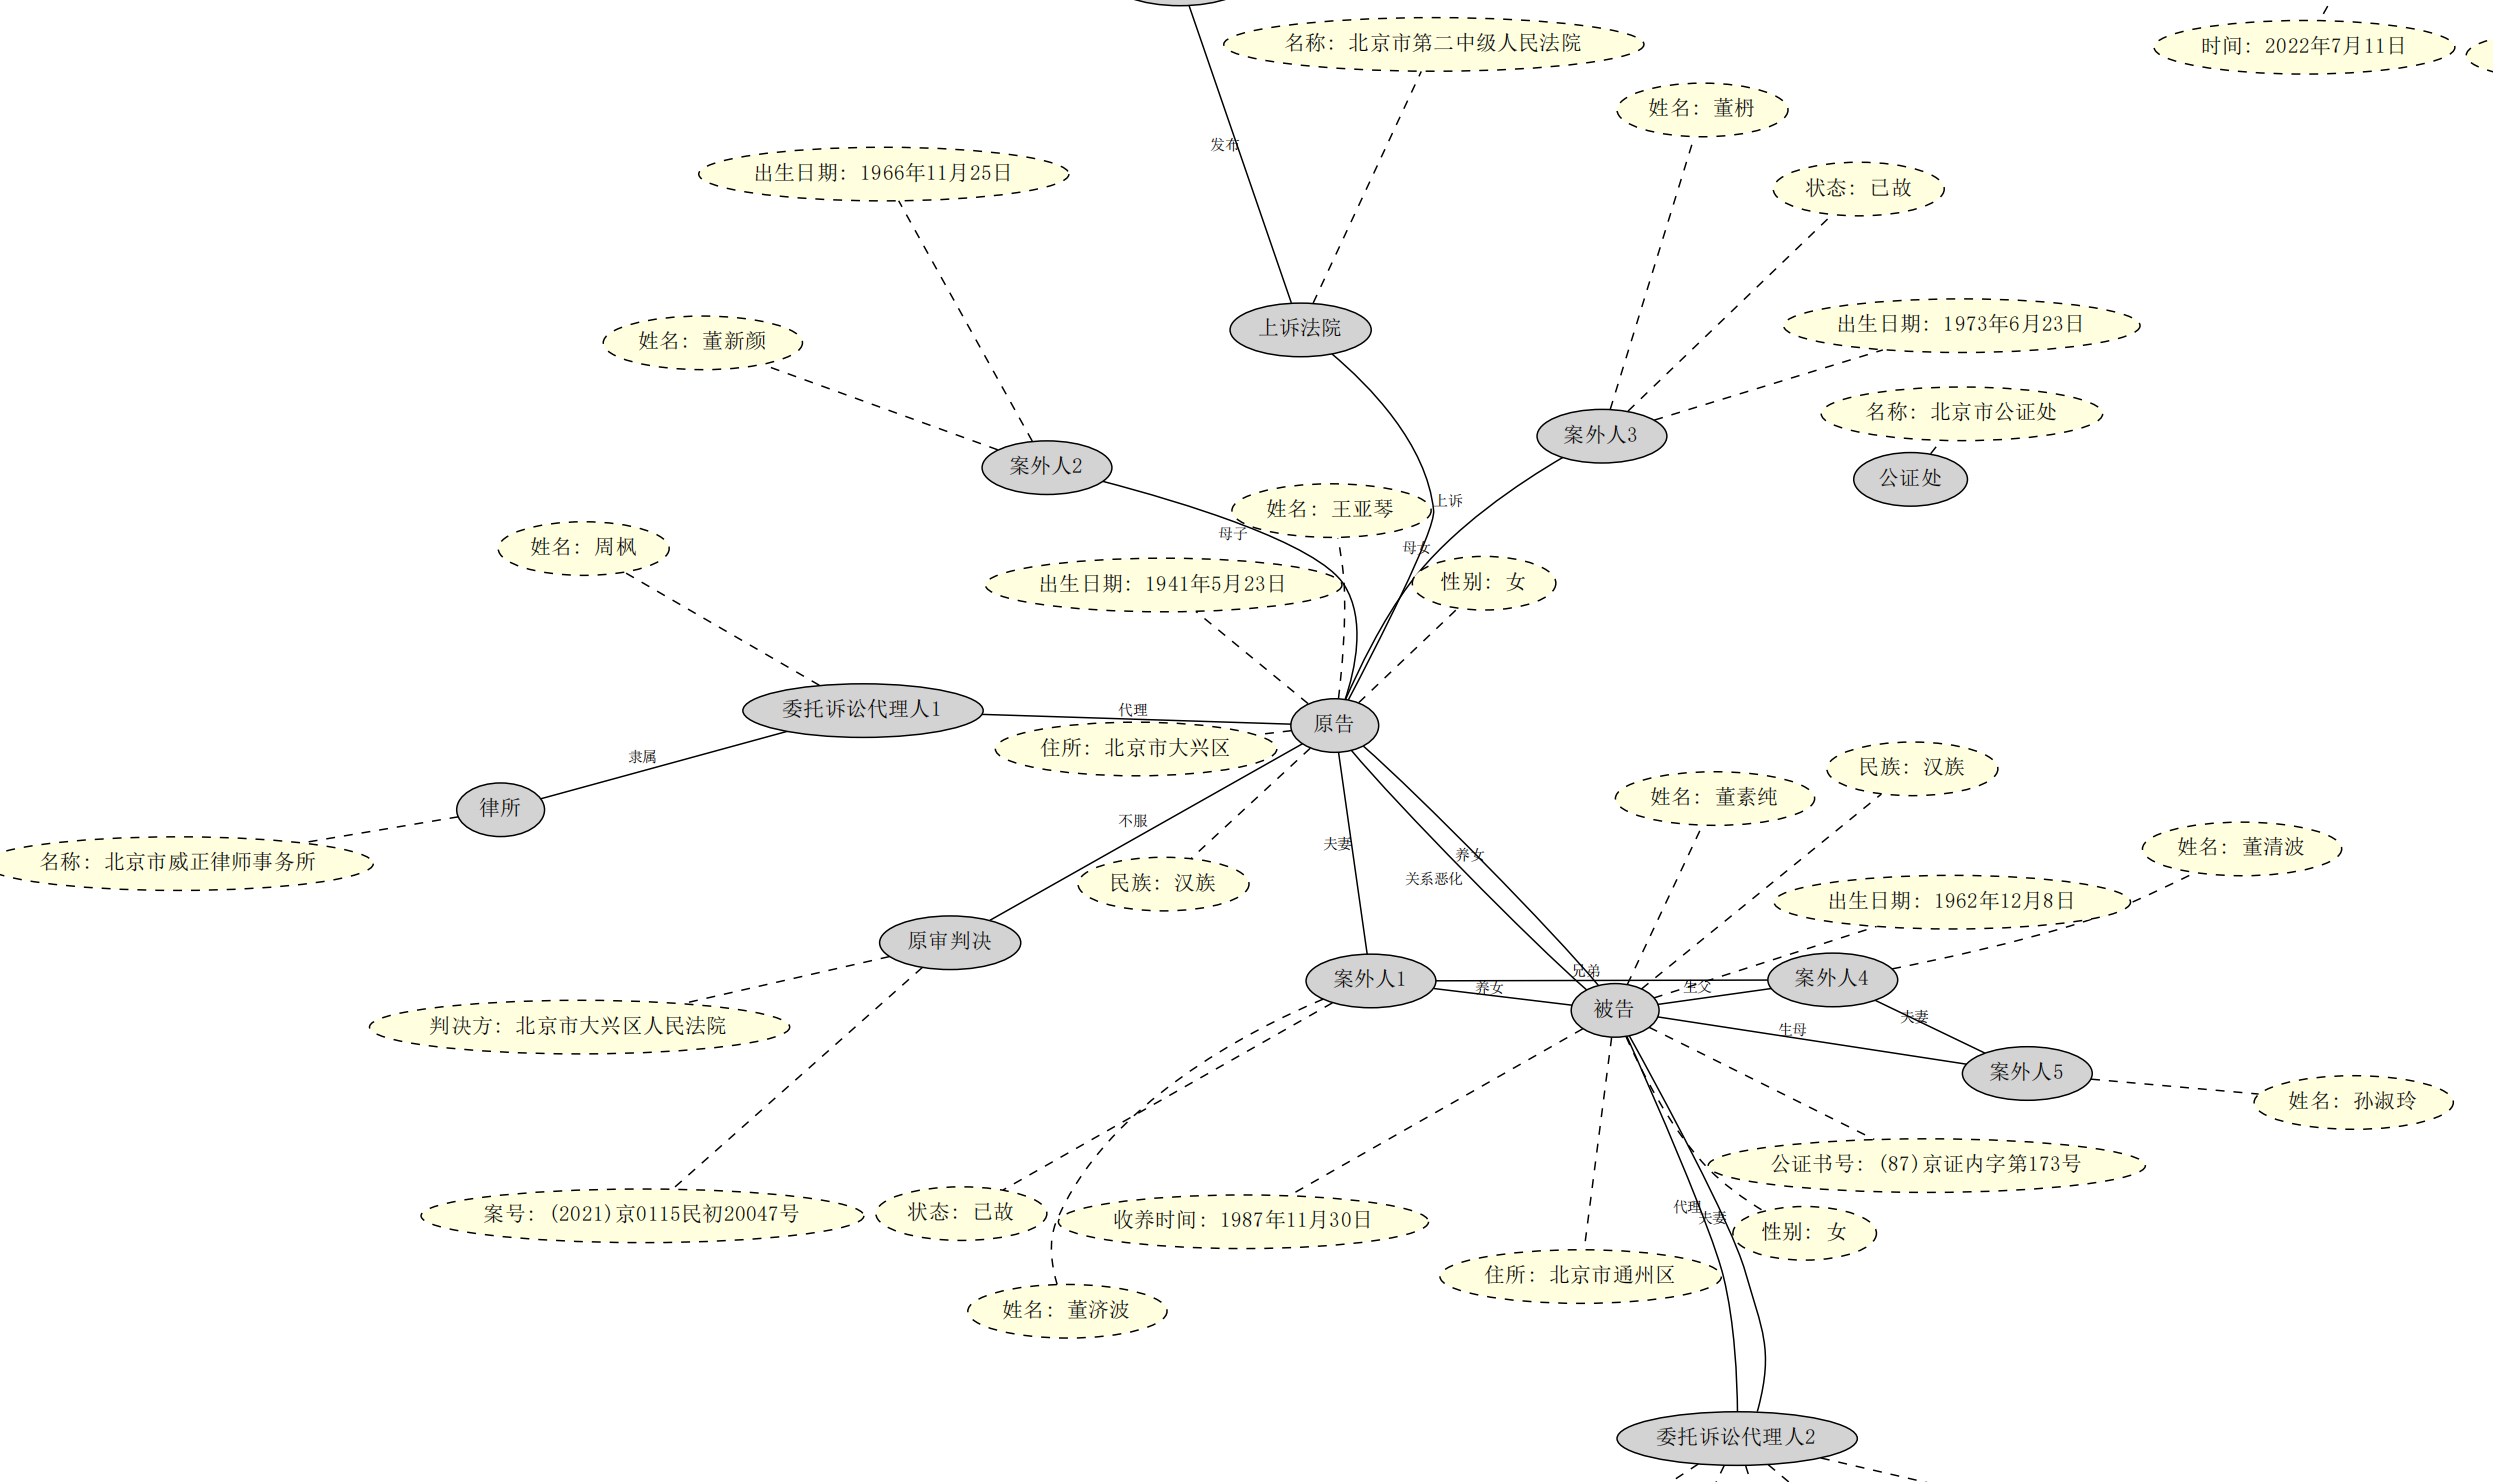 名称: 北京市第二中级人民法院
时间: 2022年7月11日
姓名: 董枬
发布
出生日期: 1966年11月25日
状态: 已故
上诉法院
出生日期: 1973年6月23日
姓名: 董新颜
名称: 北京市公证处
案外人3
案外人2
公证处
上诉
姓名: 王亚琴
母子
母女
姓名: 周枫
出生日期: 1941年5月23日
性别: 女
委托诉讼代理人1
代理
原告
住所: 北京市大兴区
隶属
民族: 汉族
姓名: 董素纯
律所
不服
夫妻
养女
姓名: 董清波
名称: 北京市威正律师事务所
关系恶化
民族: 汉族
出生日期: 1962年12月8日
原审判决
兄弟
案外人1
案外人4
养女
生父
被告
夫妻
判决方: 北京市大兴区人民法院
生母
案外人5
姓名: 孙淑玲
公证书号: (87)京证内字第173号
代理
夫妻
案号: (2021)京0115民初20047号
状态: 已故
收养时间: 1987年11月30日
性别: 女
住所: 北京市通州区
姓名: 董济波
委托诉讼代理人2